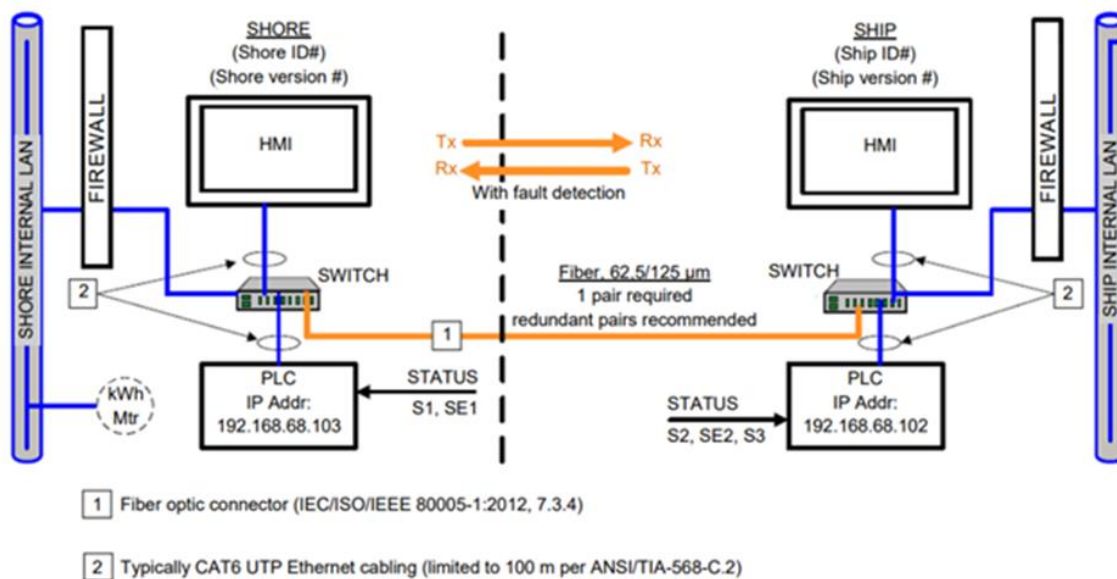 SHORE INTERNAL LAN
FIREWALL
SHORE
(Shore ID#)
(Shore version #)
HMI
SWITCH
2
PLC
IP Addr:
192.168.68.103
kWh
Mtr
STATUS
S1, SE1
Tx
Rx
Rx
Tx
With fault detection
Fiber, 62.5/125 µm
1 pair required
redundant pairs recommended
1
SHIP
(Ship ID#)
(Ship version #)
HMI
SWITCH
2
PLC
IP Addr:
192.168.68.102
STATUS
S2, SE2, S3
FIREWALL
SHIP INTERNAL LAN
1 Fiber optic connector (IEC/ISO/IEEE 80005-1:2012, 7.3.4)
2 Typically CAT6 UTP Ethernet cabling (limited to 100 m per ANSI/TIA-568-C.2)